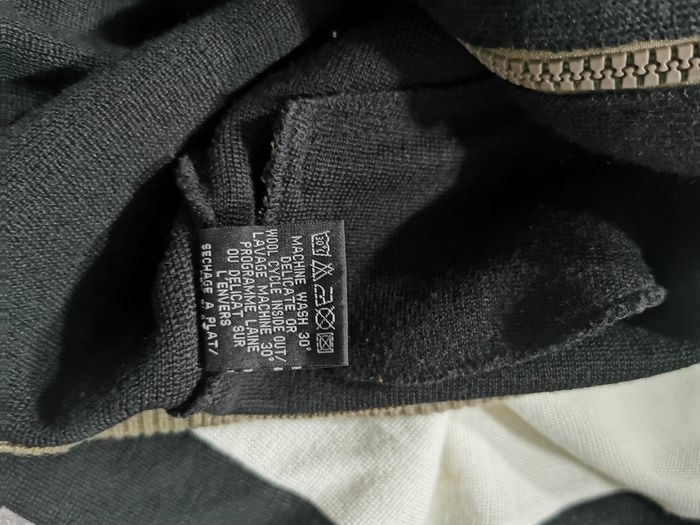 30°
MACHINE WASH 30°
DELICATE OR
WOOL CYCLE INSIDE OUT/
LAVAGE MACHINE 30°
PROGRAMME LAINE
OU DELICAT SUR
L'ENVERS
SECHAGE A PLAT/